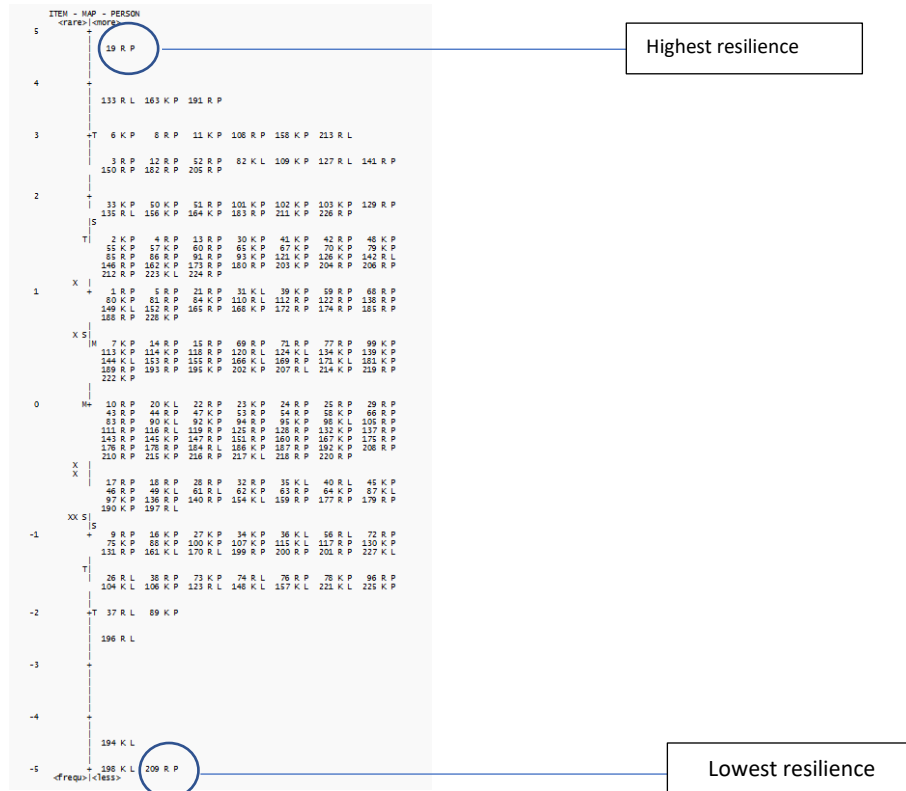 ITEM - MAP - PERSON
<rare>|<more>
5 +
19 R P
Highest resilience
4 +
133 R L 163 K P 191 R P
3 +T 6 K P 8 R P 11 K P 108 R P 158 K P 213 R L
3 R P 12 R P 52 R P 82 K L 109 K P 127 R L 141 R P
150 R P 182 R P 205 R P
2 +
33 K P 50 K P 51 R P 101 K P 102 K P 103 K P 129 R P
135 R L 156 K P 164 K P 183 R P 211 K P 226 R P
|S
T| 2 K P 4 R P 13 R P 30 K P 41 K P 42 R P 48 K P
55 K P 57 K P 60 R P 65 K P 67 K P 70 K P 79 K P
85 R P 86 R P 91 R P 93 K P 121 K P 126 K P 142 R L
146 R P 162 K P 173 R P 180 R P 203 K P 204 R P 206 R P
212 R P 223 K L 224 R P
X |
1 + 1 R P 5 R P 21 R P 31 K L 39 K P 59 R P 68 R P
80 K P 81 R P 84 K P 110 R L 112 R P 122 R P 138 R P
149 K L 152 R P 165 R P 168 K P 172 R P 174 R P 185 R P
188 R P 228 K P
X S|
|M 7 K P 14 R P 15 R P 69 R P 71 R P 77 R P 99 K P
113 K P 114 K P 118 R P 120 R L 124 K L 134 K P 139 K P
144 K L 153 R P 155 R P 166 K L 169 R P 171 K L 181 K P
189 R P 193 R P 195 K P 202 K P 207 R L 214 K P 219 R P
222 K P
0 M+ 10 R P 20 K L 22 R P 23 K P 24 R P 25 R P 29 R P
43 R P 44 R P 47 K P 53 R P 54 R P 58 K P 66 R P
83 R P 90 K L 92 K P 94 R P 95 K P 98 K L 105 R P
111 R P 116 R L 119 R P 125 R P 128 R P 132 K P 137 R P
143 R P 145 K P 147 R P 151 R P 160 R P 167 K P 175 R P
176 R P 178 R P 184 R L 186 K P 187 R P 192 K P 208 R P
210 R P 215 K P 216 R P 217 K L 218 R P 220 R P
X |
X |
17 R P 18 R P 28 R P 32 R P 35 K L 40 R L 45 K P
46 R P 49 K L 61 R L 62 K P 63 R P 64 K P 87 K L
97 K P 136 R P 140 R P 154 K L 159 R P 177 R P 179 R P
190 K P 197 R L
XX S|
|S
-1 + 9 R P 16 K P 27 K P 34 K P 36 K L 56 R L 72 R P
75 K P 88 K P 100 K P 107 K P 115 K L 117 R P 130 K P
131 R P 161 K L 170 R L 199 R P 200 R P 201 R P 227 K L
T|
26 R L 38 R P 73 K P 74 R L 76 R P 78 K P 96 R P
104 K L 106 K P 123 R L 148 K L 157 K L 221 K L 225 K P
-2 +T 37 R L 89 K P
196 R L
-3 +
-4 +
194 K L
-5 + 198 K L 209 R P
<frequ>|<less>
Lowest resilience